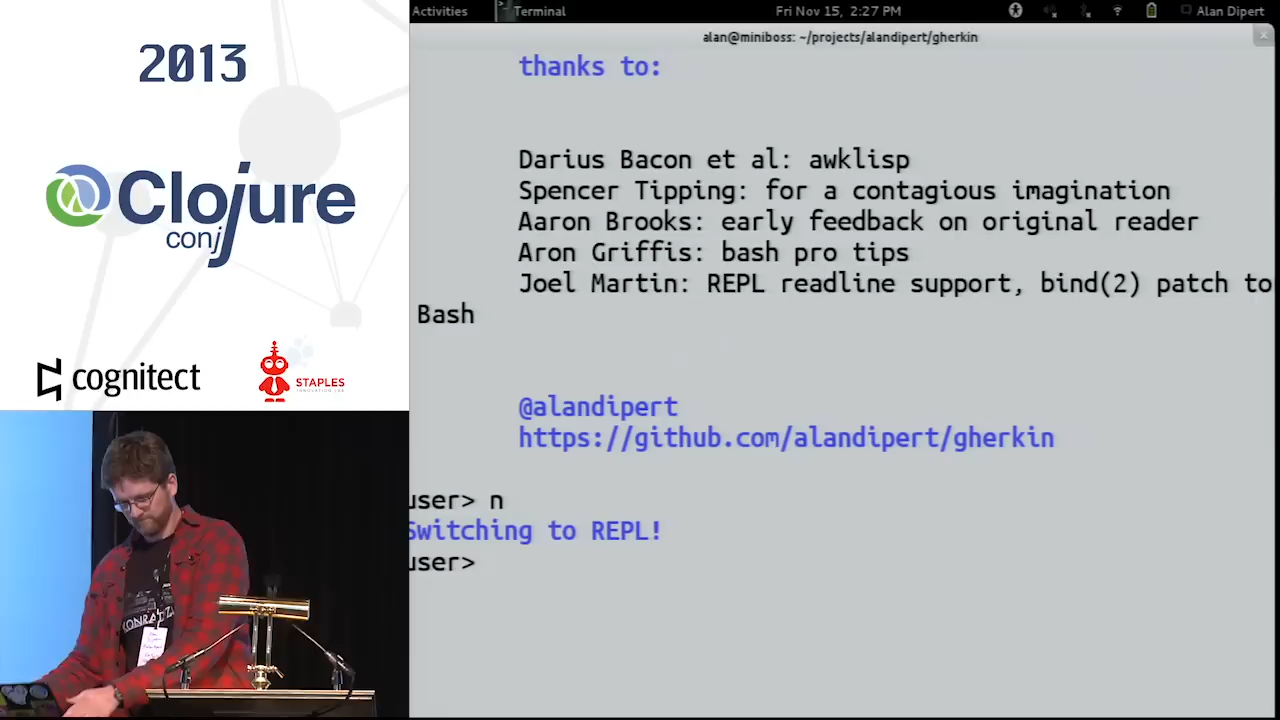 2013
Clojure
conj
cognitect
STAPLES
Activities
Terminal
Fri Nov 15, 2:27 PM
Alan Dipert
alan@miniboss: ~/projects/alandipert/gherkin
thanks to:
Darius Bacon et al: awklisp
Spencer Tipping: for a contagious imagination
Aaron Brooks: early feedback on original reader
Aron Griffis: bash pro tips
Joel Martin: REPL readline support, bind(2) patch to
Bash
@alandipert
https://github.com/alandipert/gherkin
user> n
Switching to REPL!
user>